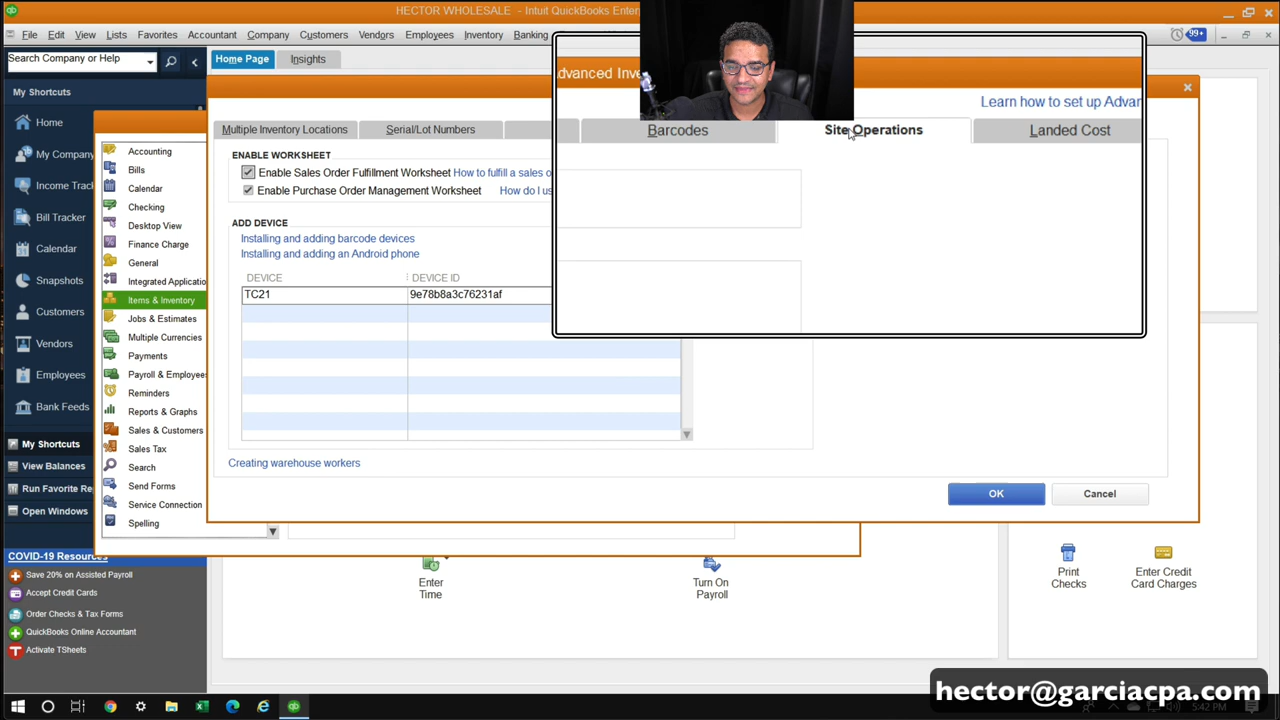 HECTOR WHOLESALE - Intuit QuickBooks Enter
File Edit View Lists Favorites Accountant Company Customers Vendors Employees Inventory Banking
99+
Search Company or Help
Home Page
Insights
My Shortcuts
Home
My Company
Income Trac
Bill Tracker
Calendar
Snapshots
Customers
Vendors
Employees
Bank Feeds
My Shortcuts
View Balances
Run Favorite Re
Open Windows
COVID-19 Resources
Save 20% on Assisted Payroll
Accept Credit Cards
Order Checks & Tax Forms
QuickBooks Online Accountant
Activate TSheets
Accounting
Bills
Calendar
Checking
Desktop View
Finance Charge
General
Integrated Applicatio
Items & Inventory
Jobs & Estimates
Multiple Currencies
Payments
Payroll & Employee
Reminders
Reports & Graphs
Sales & Customers
Sales Tax
Search
Send Forms
Service Connection
Spelling
Multiple Inventory Locations
Serial/Lot Numbers
ENABLE WORKSHEET
Enable Sales Order Fulfillment Worksheet How to fulfill a sales o
Enable Purchase Order Management Worksheet How do I us
ADD DEVICE
Installing and adding barcode devices
Installing and adding an Android phone
DEVICE DEVICE ID
TC21 9e78b8a3c76231af
Creating warehouse workers
OK
Cancel
dvanced Inve
Learn how to set up Advar
Barcodes
Site Operations
Landed Cost
Enter
Time
Turn On
Payroll
Print
Checks
Enter Credit
Card Charges
hector@garciacpa.com
5:42 PM